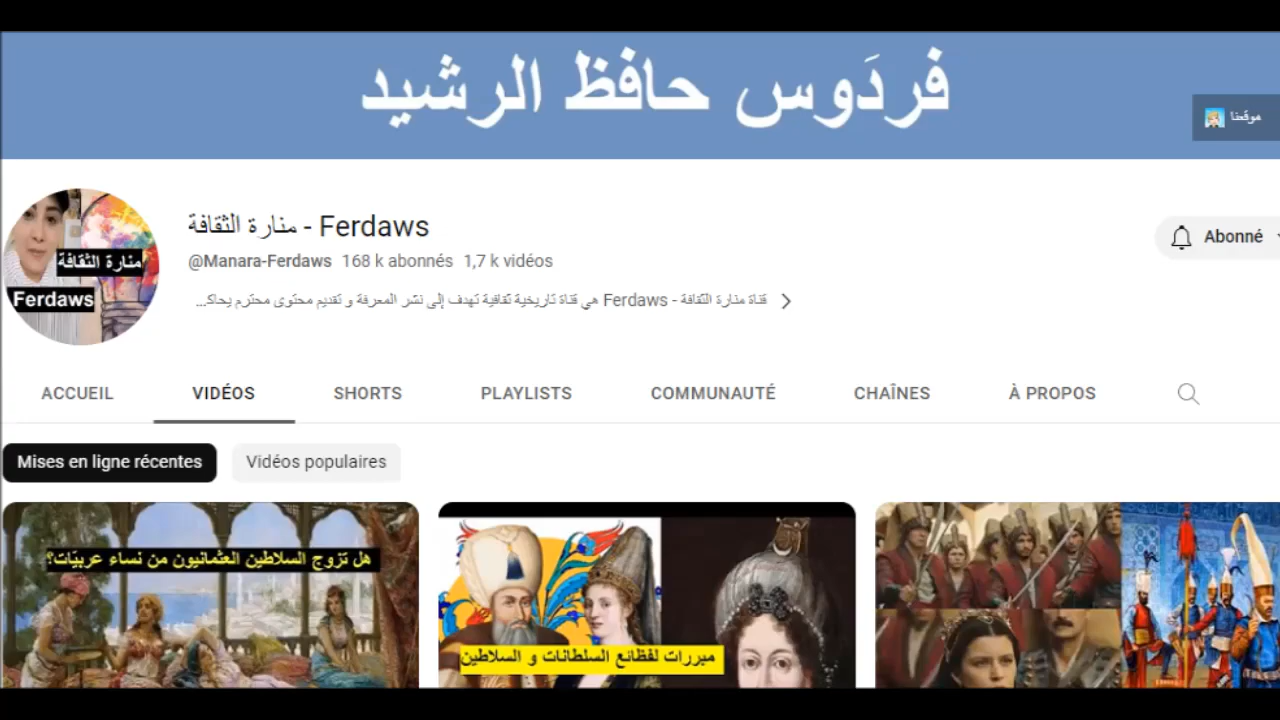 فردَوس حافظ الرشيد
موقعنا
منارة الثقافة
Ferdaws
منارة الثقافة - Ferdaws
@Manara-Ferdaws 168 k abonnés 1,7 k vidéos
قناة منارة الثقافة - Ferdaws هي قناة تاريخية ثقافية تهدف إلى نشر المعرفة و تقديم محتوى محترم يحاك...
Abonné
ACCUEIL VIDÉOS SHORTS PLAYLISTS COMMUNAUTÉ CHAÎNES À PROPOS
Mises en ligne récentes Vidéos populaires
هل تزوج السلاطين العثمانيون من نساء عربيّات؟
مبررات لفظائع السلطانات و السلاطين